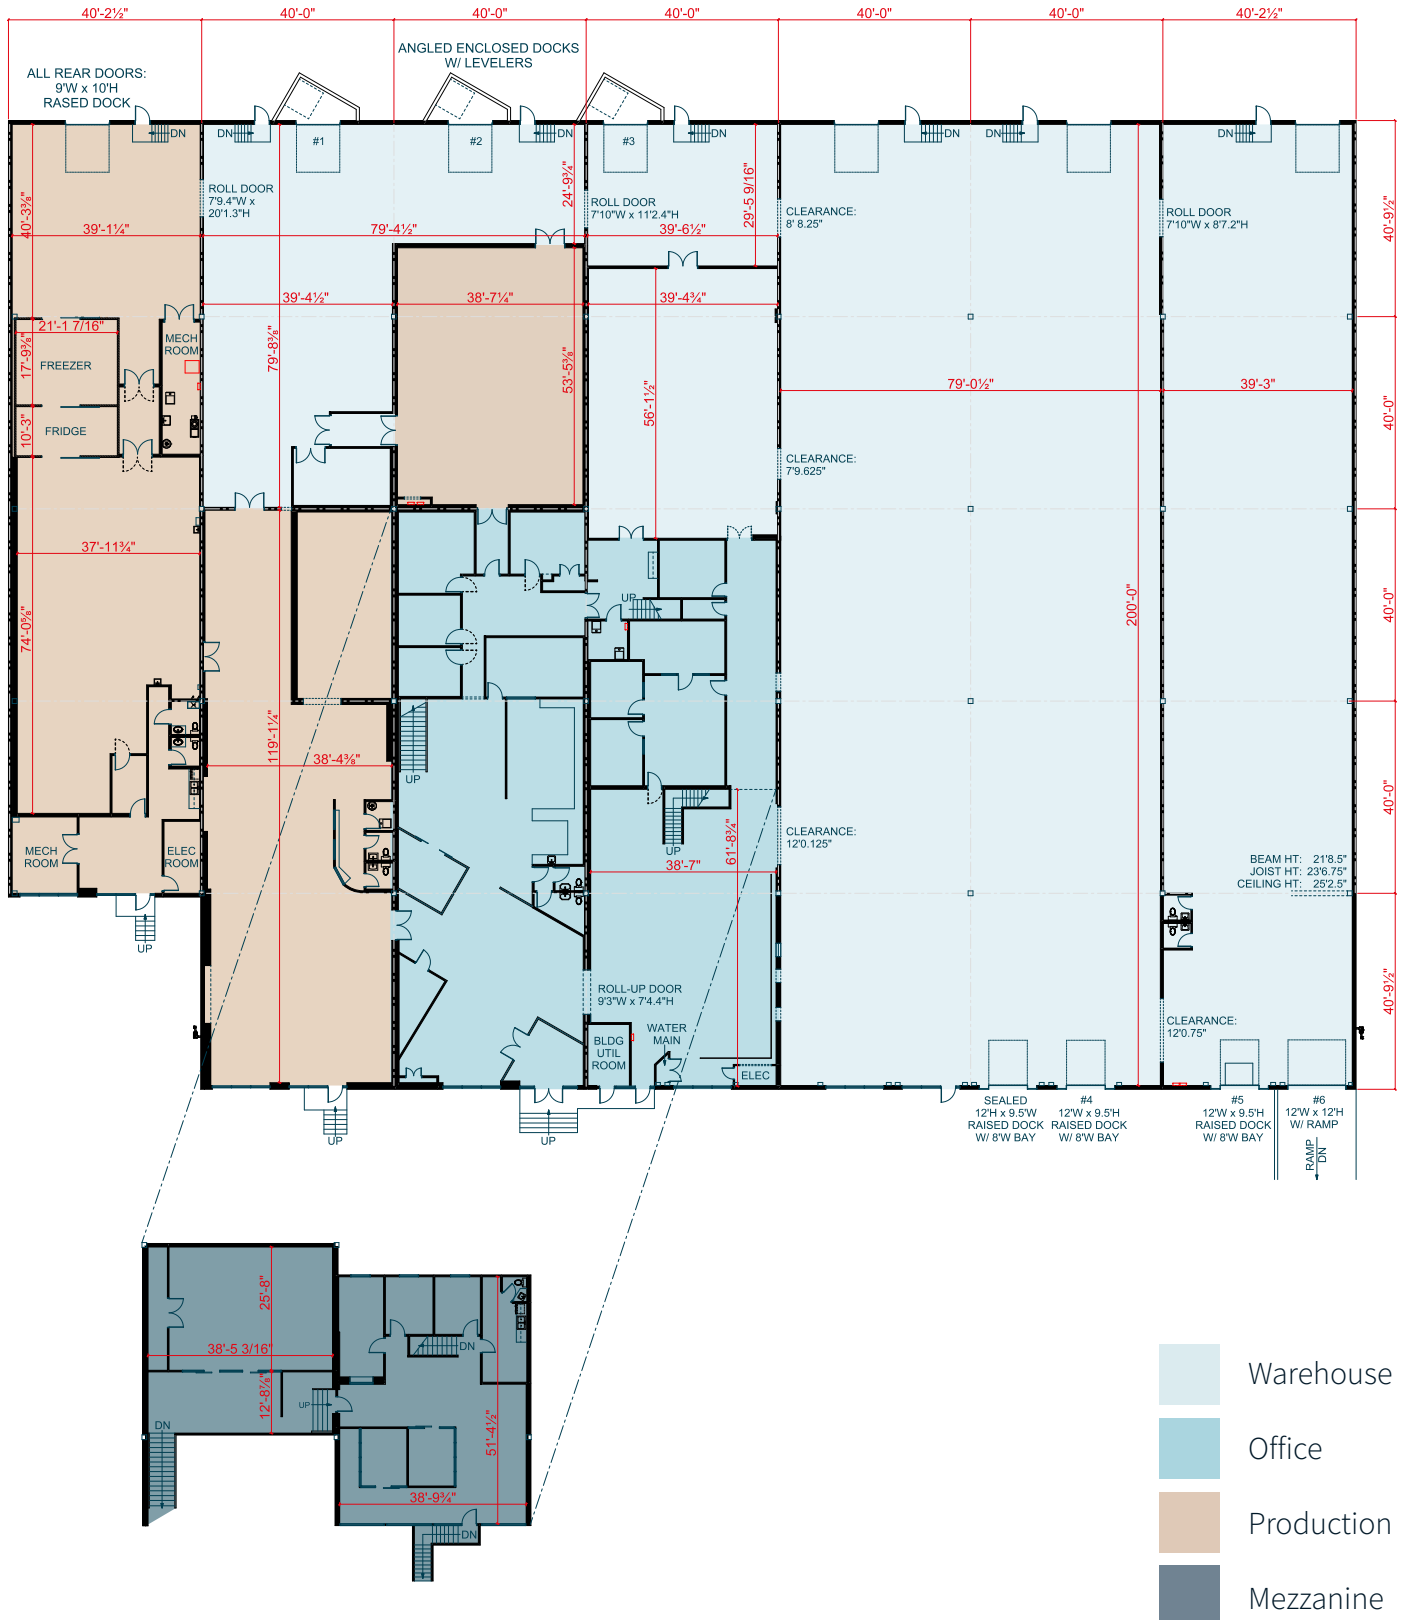 40'-2½"
40'-0"
40'-0"
40'-0"
40'-0"
40'-0"
40'-2½"
ANGLED ENCLOSED DOCKS
W/ LEVELERS
ALL REAR DOORS:
9'W x 10'H
RASED DOCK
DN
DN
DN
DN
DN
DN
DN
#1
#2
#3
ROLL DOOR
7'9.4"W x
20'1.3"H
ROLL DOOR
7'10"W x 11'2.4"H
CLEARANCE:
8' 8.25"
ROLL DOOR
7'10"W x 8'7.2"H
40'-3⅜"
24'-9¾"
29'-5 9/16"
40'-9½"
39'-1¼"
79'-4½"
39'-6½"
39'-4½"
38'-7¼"
39'-4¾"
21'-1 7/16"
MECH
ROOM
17'-9⅜"
FREEZER
79'-8⅜"
53'-5⅜"
56'-1½"
79'-0½"
39'-3"
40'-0"
10'-3"
FRIDGE
CLEARANCE:
7'9.625"
37'-11¾"
74'-0⅝"
UP
200'-0"
40'-0"
119'-1¼"
38'-4⅜"
UP
40'-0"
MECH
ROOM
ELEC
ROOM
UP
61'-8¾"
38'-7"
CLEARANCE:
12'0.125"
BEAM HT: 21'8.5"
JOIST HT: 23'6.75"
CEILING HT: 25'2.5"
UP
ROLL-UP DOOR
9'3"W x 7'4.4"H
40'-9½"
BLDG
UTIL
ROOM
WATER
MAIN
ELEC
CLEARANCE:
12'0.75"
UP
UP
SEALED
12'H x 9.5'W
RAISED DOCK
W/ 8'W BAY
#4
12'W x 9.5'H
RAISED DOCK
W/ 8'W BAY
#5
12'W x 9.5'H
RAISED DOCK
W/ 8'W BAY
#6
12'W x 12'H
W/ RAMP
RAMP
DN
25'-8"
38'-5 3/16"
12'-8⅞"
UP
DN
DN
51'-4½"
38'-9¾"
DN
Warehouse
Office
Production
Mezzanine